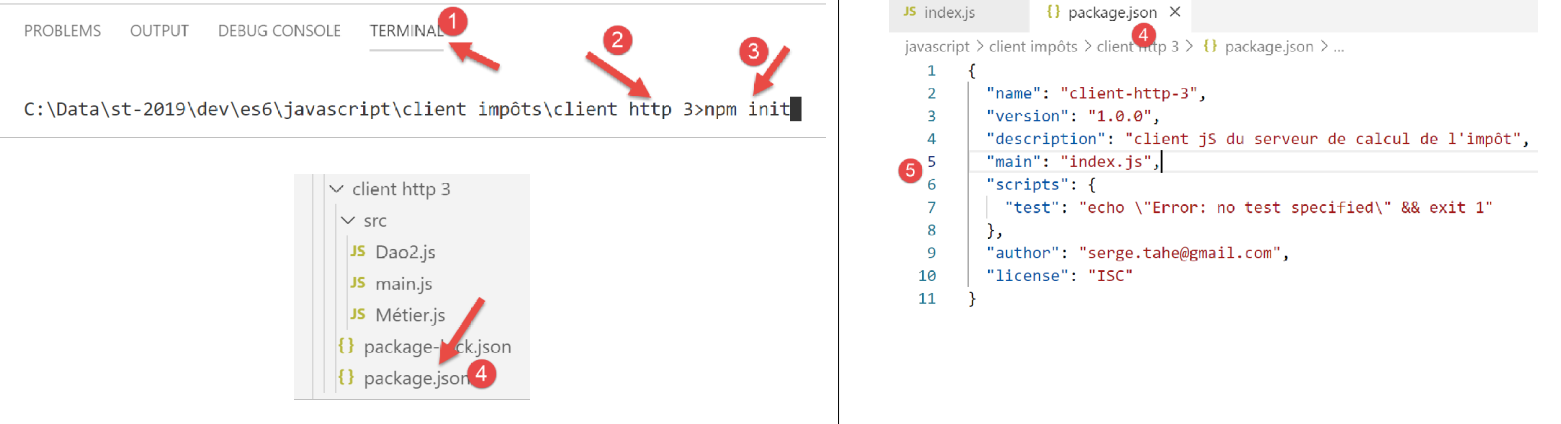 PROBLEMS OUTPUT DEBUG CONSOLE TERMINAL 1
2 3
C:\Data\st-2019\dev\es6\javascript\client impôts\client http 3>npm init
client http 3
src
JS Dao2.js
JS main.js
JS Métier.js
{} package-lock.json
{} package.json 4
JS index.js {} package.json ×
4
javascript > client impôts > client http 3 > {} package.json > ...
1 {
2 "name": "client-http-3",
3 "version": "1.0.0",
4 "description": "client jS du serveur de calcul de l'impôt",
5 "main": "index.js",
5
6 "scripts": {
7 "test": "echo \"Error: no test specified\" && exit 1"
8 },
9 "author": "serge.tahe@gmail.com",
10 "license": "ISC"
11 }